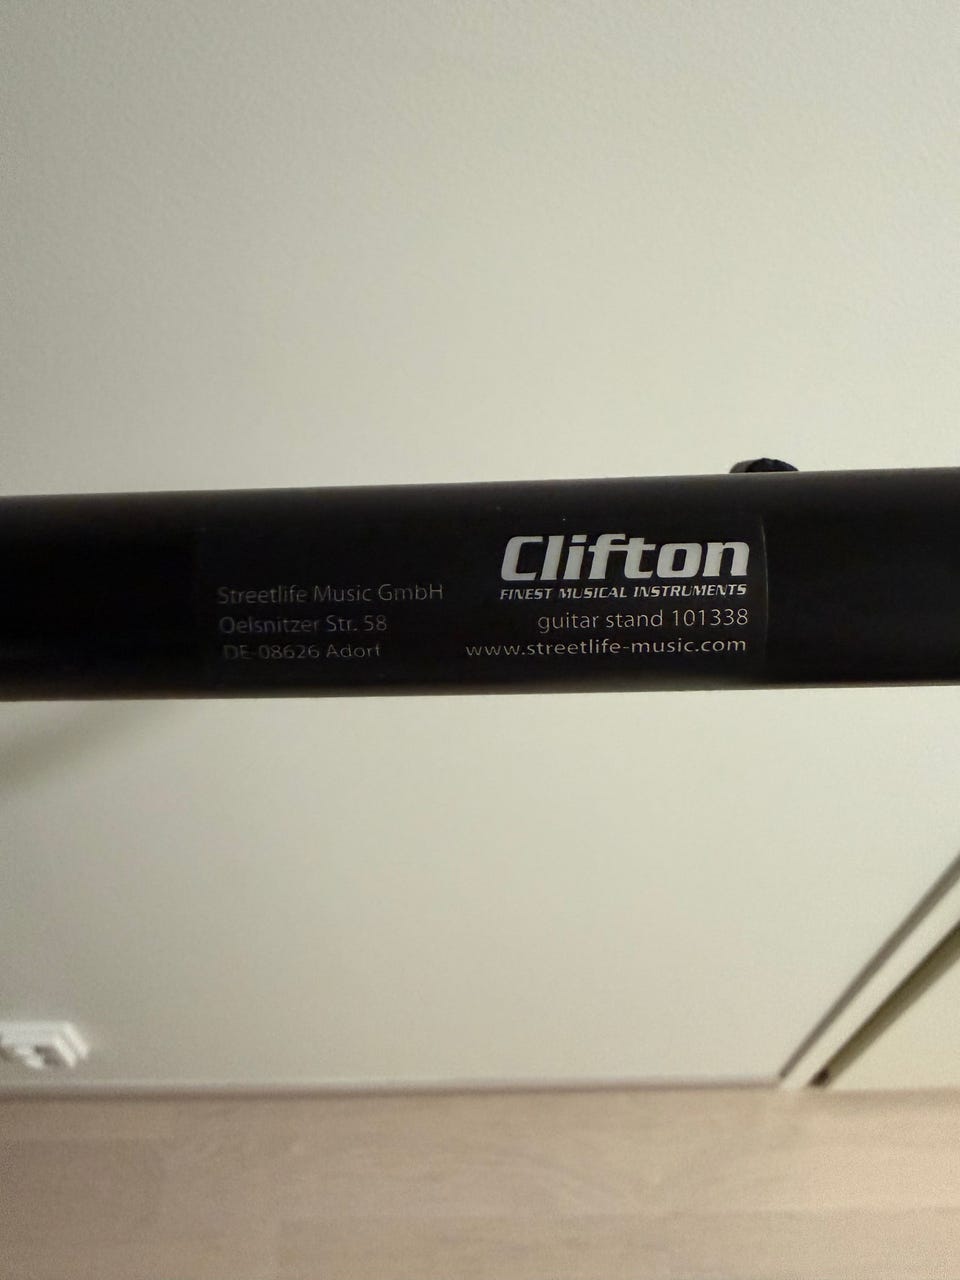 Streetlife Music GmbH
Oelsnitzer Str. 58
DE-08626 Adorf
Clifton
FINEST MUSICAL INSTRUMENTS
guitar stand 101338
www.streetlife-music.com